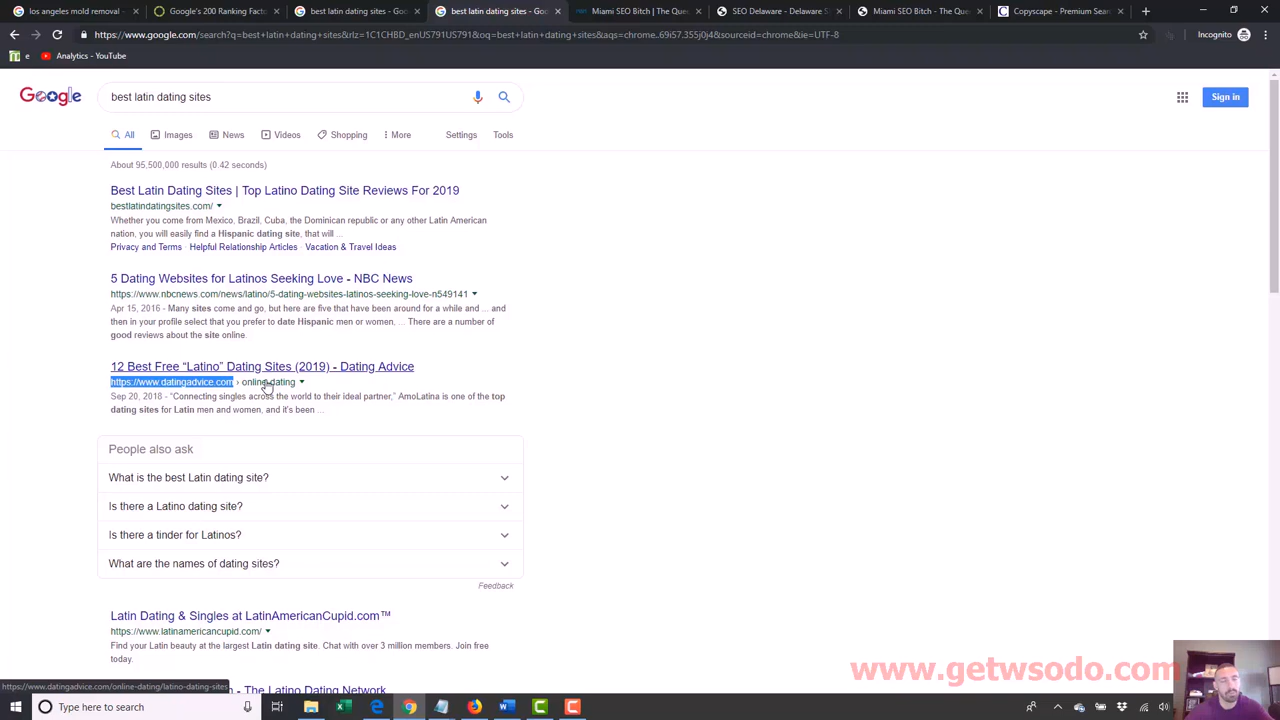 los angeles mold removal - G
Google's 200 Ranking Facto
best latin dating sites - Goo
best latin dating sites - Goo
Miami SEO Bitch | The Que
SEO Delaware - Delaware S
Miami SEO Bitch - The Que
Copyscape - Premium Sear
https://www.google.com/search?q=best+latin+dating+sites&rlz=1C1CHBD_enUS791US791&oq=best+latin+dating+sites&aqs=chrome..69i57.355j0j4&sourceid=chrome&ie=UTF-8
Incognito
e
Analytics - YouTube
Google
best latin dating sites
Sign in
All
Images
News
Videos
Shopping
More
Settings
Tools
About 95,500,000 results (0.42 seconds)
Best Latin Dating Sites | Top Latino Dating Site Reviews For 2019
bestlatindatingsites.com/
Whether you come from Mexico, Brazil, Cuba, the Dominican republic or any other Latin American
nation, you will easily find a Hispanic dating site, that will ...
Privacy and Terms · Helpful Relationship Articles · Vacation & Travel Ideas
5 Dating Websites for Latinos Seeking Love - NBC News
https://www.nbcnews.com/news/latino/5-dating-websites-latinos-seeking-love-n549141
Apr 15, 2016 - Many sites come and go, but here are five that have been around for a while and ... and
then in your profile select that you prefer to date Hispanic men or women, ... There are a number of
good reviews about the site online.
12 Best Free “Latino” Dating Sites (2019) - Dating Advice
https://www.datingadvice.com › online-dating
Sep 20, 2018 - “Connecting singles across the world to their ideal partner,” AmoLatina is one of the top
dating sites for Latin men and women, and it's been ...
People also ask
What is the best Latin dating site?
Is there a Latino dating site?
Is there a tinder for Latinos?
What are the names of dating sites?
Feedback
Latin Dating & Singles at LatinAmericanCupid.com™
https://www.latinamericancupid.com/
Find your Latin beauty at the largest Latin dating site. Chat with over 3 million members. Join free
today.
www.getwsodo.com
https://www.datingadvice.com/online-dating/latino-dating-sites
- The Latino Dating Network
Type here to search